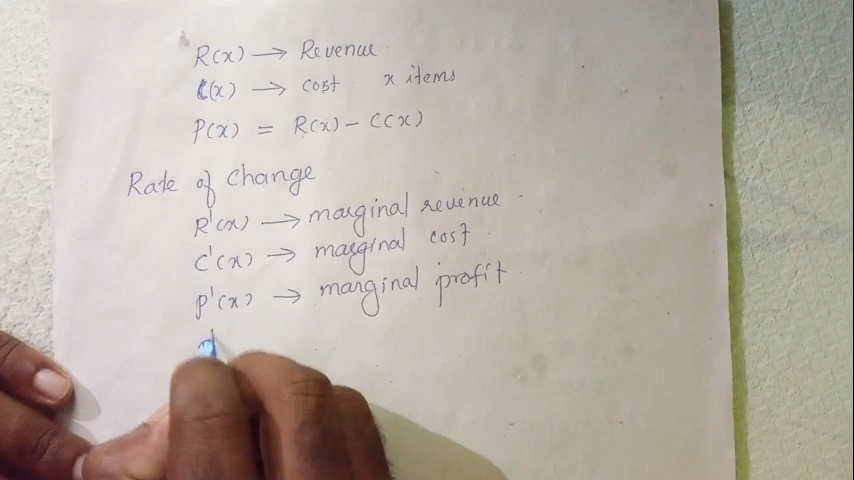 R(x) → Revenue
C(x) → cost x items
P(x) = R(x) - C(x)
Rate of change
R'(x) → marginal revenue
C'(x) → marginal cost
P'(x) → marginal profit